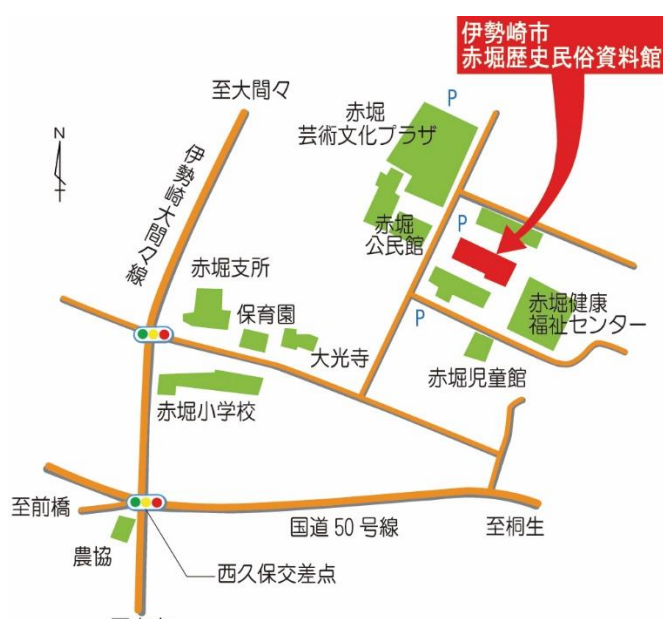 伊勢崎市
赤堀歴史民俗資料館
至大間々
P
赤堀
芸術文化プラザ
N
伊勢崎大間々線
P
赤堀
公民館
赤堀支所
保育園
赤堀健康
福祉センター
P
大光寺
赤堀児童館
赤堀小学校
至前橋
国道50号線
至桐生
農協
西久保交差点